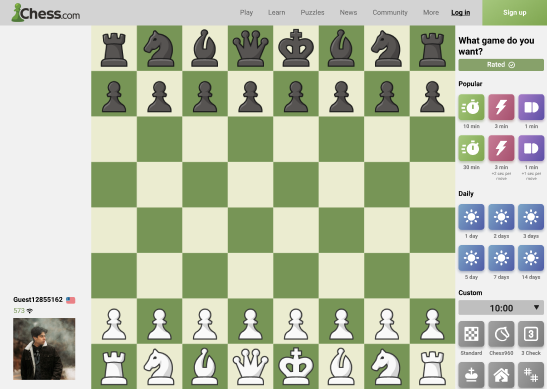 Chess.com
Play Learn Puzzles News Community More Log in Sign up
What game do you
want?
Rated
Popular
10 min 3 min 1 min
30 min 3 min 1 min
+2 sec per +1 sec per
move move
Daily
1 day 2 days 3 days
5 day 7 days 14 days
Custom
10:00
Standard Chess960 3 Check
Guest12855162
573